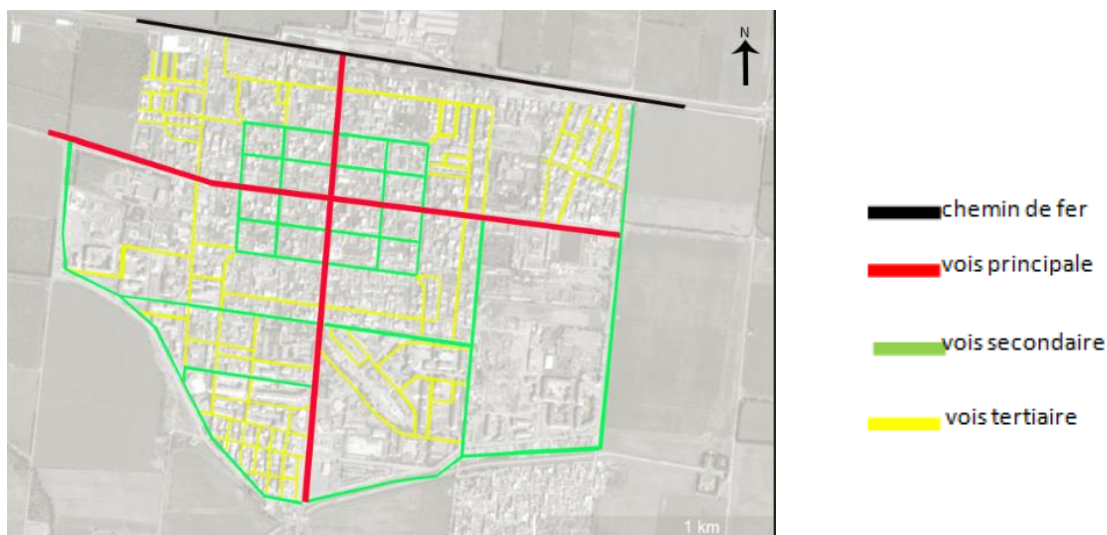 N
chemin de fer
vois principale
vois secondaire
vois tertiaire
1 km